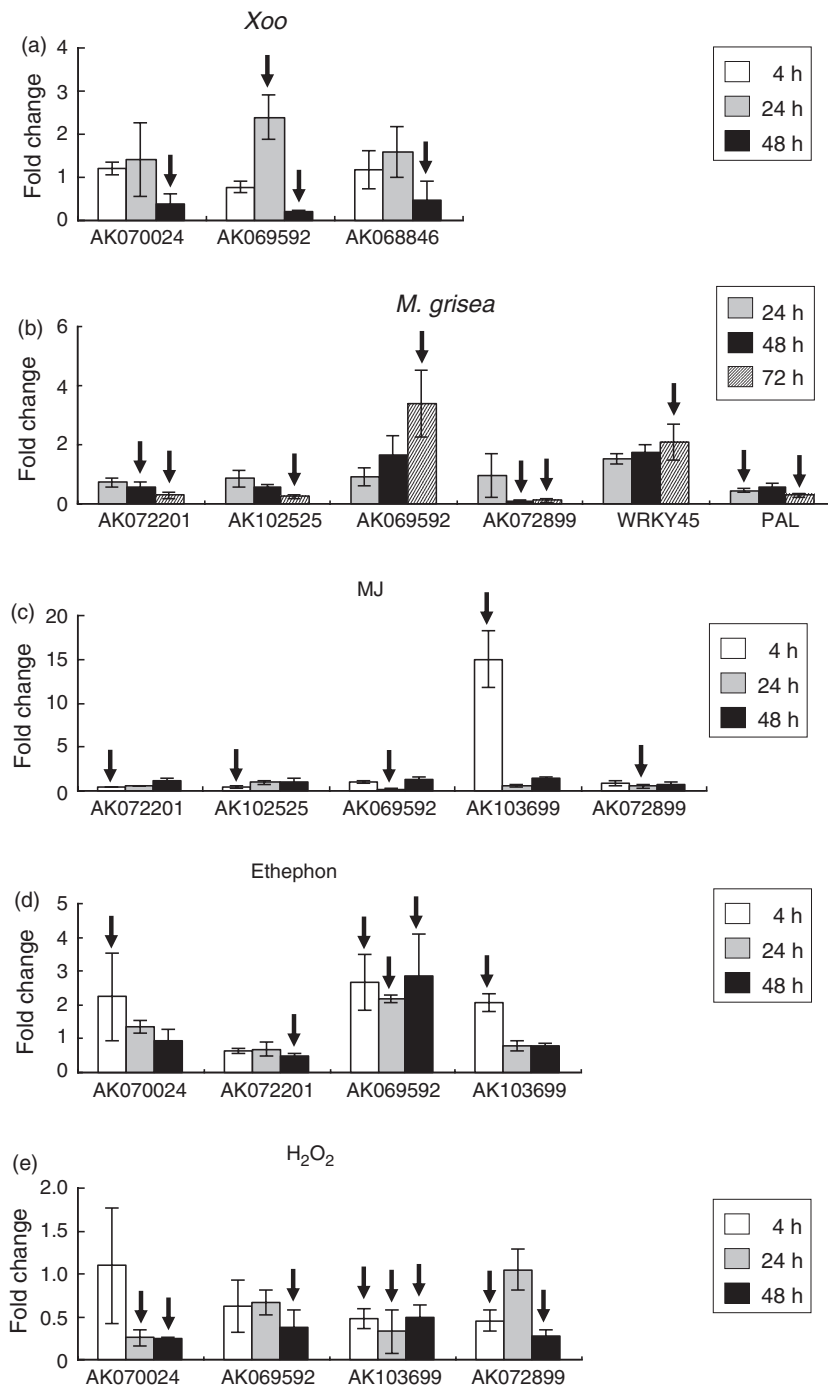 (a)
Xoo
Fold change
4
3
2
1
0
AK070024 AK069592 AK068846
4 h
24 h
48 h
(b)
M. grisea
Fold change
6
4
2
0
AK072201 AK102525 AK069592 AK072899 WRKY45 PAL
24 h
48 h
72 h
(c)
MJ
Fold change
20
15
10
5
0
AK072201 AK102525 AK069592 AK103699 AK072899
4 h
24 h
48 h
(d)
Ethephon
Fold change
5
4
3
2
1
0
AK070024 AK072201 AK069592 AK103699
4 h
24 h
48 h
(e)
H₂O₂
Fold change
2.0
1.5
1.0
0.5
0
AK070024 AK069592 AK103699 AK072899
4 h
24 h
48 h